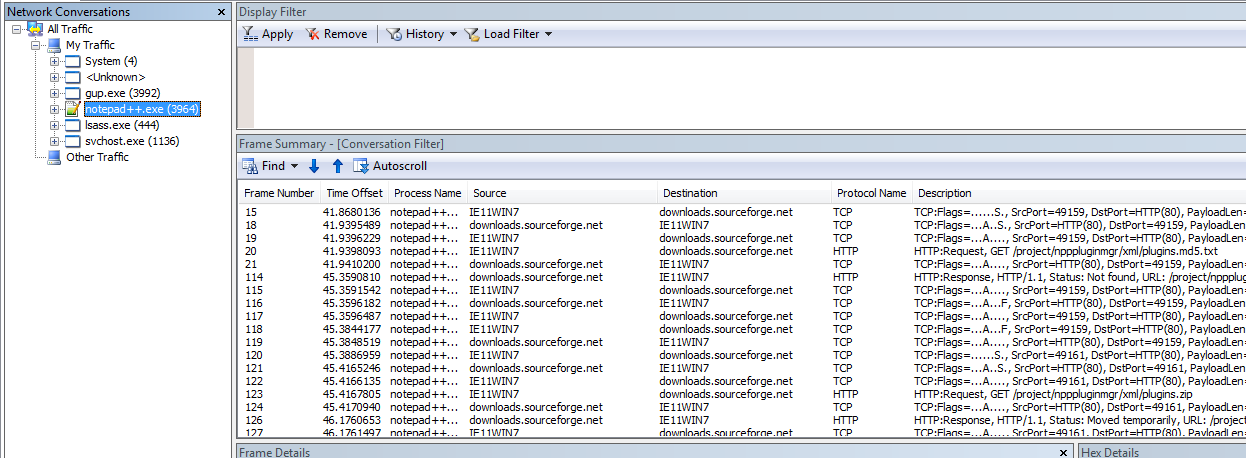 Network Conversations
All Traffic
My Traffic
System (4)
<Unknown>
gup.exe (3992)
notepad++.exe (3964)
lsass.exe (444)
svchost.exe (1136)
Other Traffic
Display Filter
Apply Remove History Load Filter
Frame Summary - [Conversation Filter]
Find Autoscroll
Frame Number Time Offset Process Name Source Destination Protocol Name Description
15 41.8680136 notepad++... IE11WIN7 downloads.sourceforge.net TCP TCP:Flags=......S., SrcPort=49159, DstPort=HTTP(80), PayloadLen=
18 41.9395489 notepad++... downloads.sourceforge.net IE11WIN7 TCP TCP:Flags=...A..S., SrcPort=HTTP(80), DstPort=49159, PayloadLen=
19 41.9396229 notepad++... IE11WIN7 downloads.sourceforge.net TCP TCP:Flags=...A...., SrcPort=49159, DstPort=HTTP(80), PayloadLen=
20 41.9398093 notepad++... IE11WIN7 downloads.sourceforge.net HTTP HTTP:Request, GET /project/npppluginmgr/xml/plugins.md5.txt
21 41.9410200 notepad++... downloads.sourceforge.net IE11WIN7 TCP TCP:Flags=...A...., SrcPort=HTTP(80), DstPort=49159, PayloadLen=
114 45.3590810 notepad++... downloads.sourceforge.net IE11WIN7 HTTP HTTP:Response, HTTP/1.1, Status: Not found, URL: /project/nppplug
115 45.3591542 notepad++... IE11WIN7 downloads.sourceforge.net TCP TCP:Flags=...A...., SrcPort=49159, DstPort=HTTP(80), PayloadLen=
116 45.3596182 notepad++... downloads.sourceforge.net IE11WIN7 TCP TCP:Flags=...A...F, SrcPort=HTTP(80), DstPort=49159, PayloadLen=
117 45.3596487 notepad++... IE11WIN7 downloads.sourceforge.net TCP TCP:Flags=...A...., SrcPort=49159, DstPort=HTTP(80), PayloadLen=
118 45.3844177 notepad++... IE11WIN7 downloads.sourceforge.net TCP TCP:Flags=...A...F, SrcPort=49159, DstPort=HTTP(80), PayloadLen=
119 45.3848519 notepad++... downloads.sourceforge.net IE11WIN7 TCP TCP:Flags=...A...., SrcPort=HTTP(80), DstPort=49159, PayloadLen=
120 45.3886959 notepad++... IE11WIN7 downloads.sourceforge.net TCP TCP:Flags=......S., SrcPort=49161, DstPort=HTTP(80), PayloadLen=
121 45.4165246 notepad++... downloads.sourceforge.net IE11WIN7 TCP TCP:Flags=...A..S., SrcPort=HTTP(80), DstPort=49161, PayloadLen=
122 45.4166135 notepad++... IE11WIN7 downloads.sourceforge.net TCP TCP:Flags=...A...., SrcPort=49161, DstPort=HTTP(80), PayloadLen=
123 45.4167805 notepad++... IE11WIN7 downloads.sourceforge.net HTTP HTTP:Request, GET /project/npppluginmgr/xml/plugins.zip
124 45.4170940 notepad++... downloads.sourceforge.net IE11WIN7 TCP TCP:Flags=...A...., SrcPort=HTTP(80), DstPort=49161, PayloadLen=
126 46.1760653 notepad++... downloads.sourceforge.net IE11WIN7 HTTP HTTP:Response, HTTP/1.1, Status: Moved temporarily, URL: /project
127 46.1761497 notepad++... IE11WIN7 downloads.sourceforge.net TCP TCP:Flags=...A...., SrcPort=49161, DstPort=HTTP(80), PayloadLen=
Frame Details
Hex Details